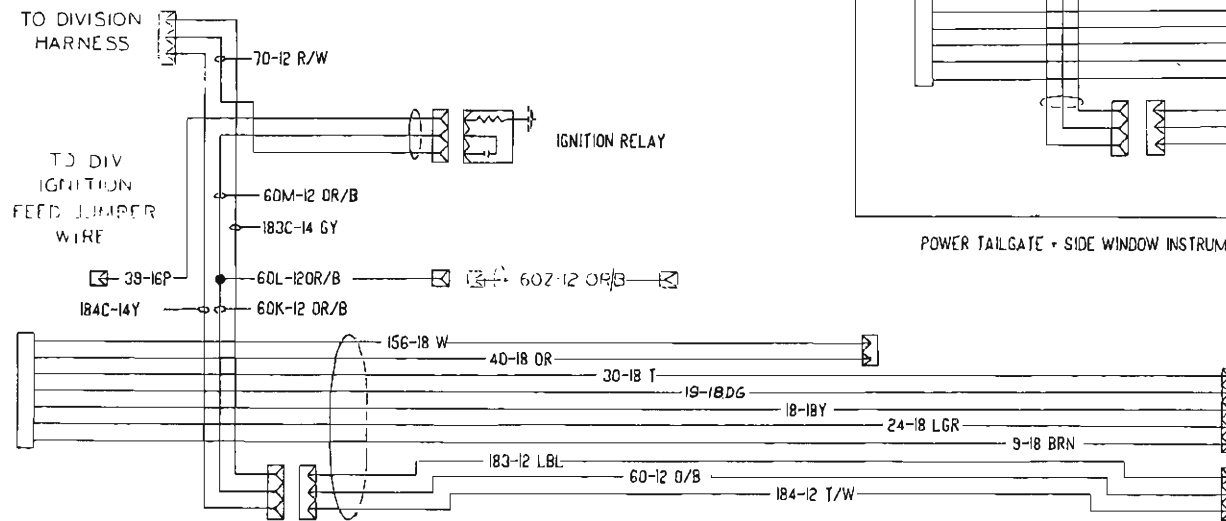 TO DIVISION
HARNESS
70-12 R/W
IGNITION RELAY
TO DIV
IGNITION
FEED JUMPER
WIRE
60M-12 OR/B
183C-14 GY
POWER TAILGATE + SIDE WINDOW INSTRUM
39-16P
60L-12OR/B
60Z-12 OR/B
184C-14Y
60K-12 OR/B
156-18 W
40-18 OR
30-18 T
19-18DG
18-18Y
24-18 LGR
9-18 BRN
183-12 LBL
60-12 O/B
184-12 T/W